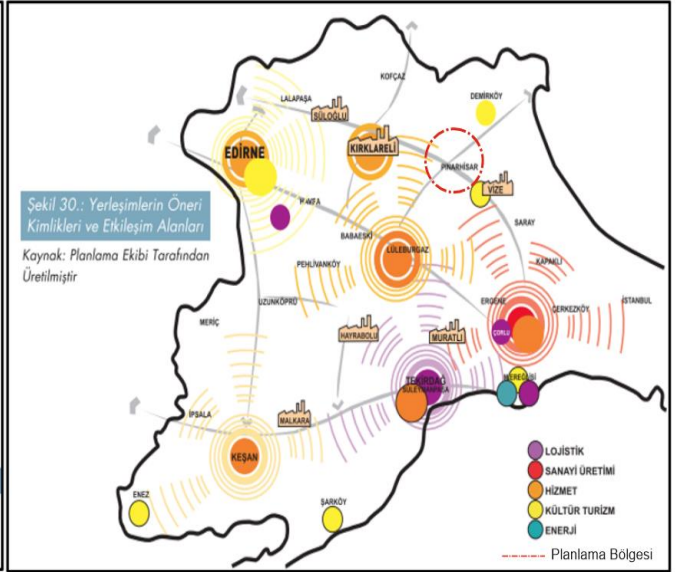 KOFÇAZ
DEMİRKÖY
LALAPAŞA
SÜLOĞLU
EDİRNE
KIRKLARELİ
PINARHİSAR
VİZE
Şekil 30.: Yerleşimlerin Öneri
Kimlikleri ve Etkileşim Alanları
Kaynak: Planlama Ekibi Tarafından
Üretilmiştir
SARAY
BABAESKİ
LÜLEBURGAZ
PEHLİVANKÖY
KAPAKLI
UZUNKÖPRÜ
ERGENE
ÇERKEZKÖY
İSTANBUL
MERİÇ
HAYRABOLU
MURATLI
ÇORLU
TEKİRDAĞ
SÜLEYMANPAŞA
İPSALA
MALKARA
KEŞAN
ENEZ
ŞARKÖY
LOJİSTİK
SANAYİ ÜRETİMİ
HİZMET
KÜLTÜR TURİZM
ENERJİ
Planlama Bölgesi